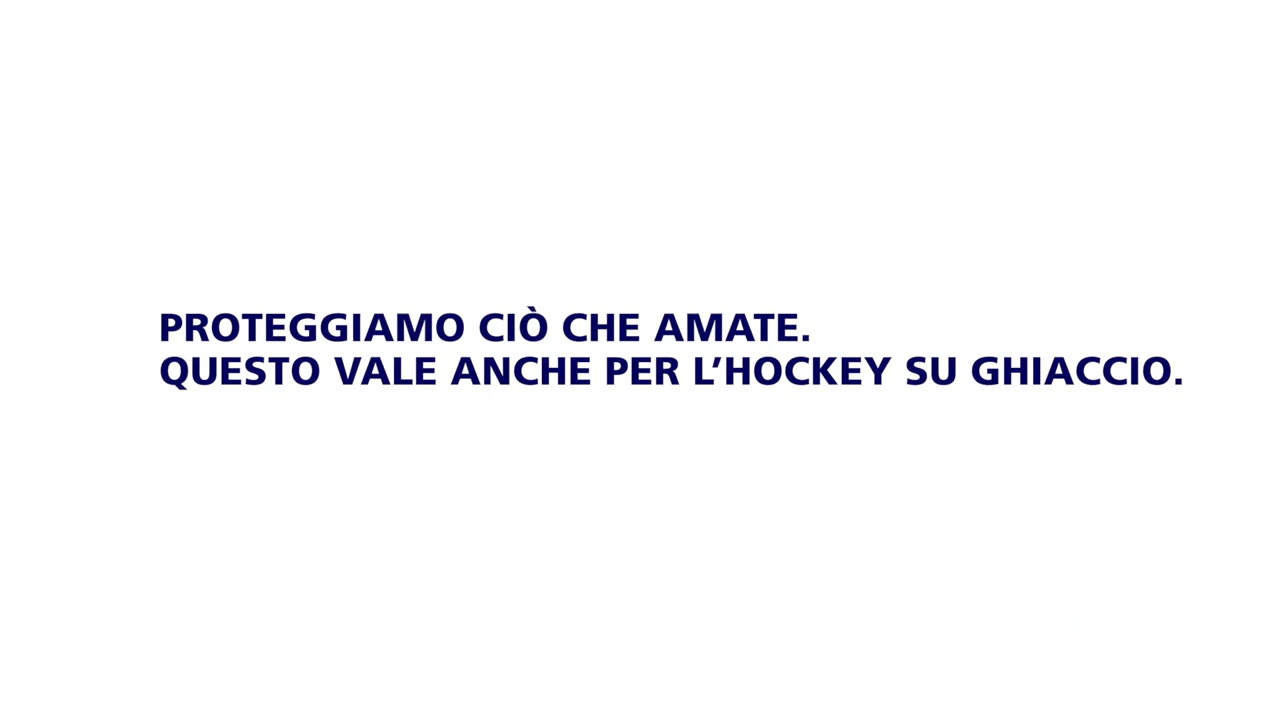 PROTEGGIAMO CIÒ CHE AMATE.
QUESTO VALE ANCHE PER L’HOCKEY SU GHIACCIO.